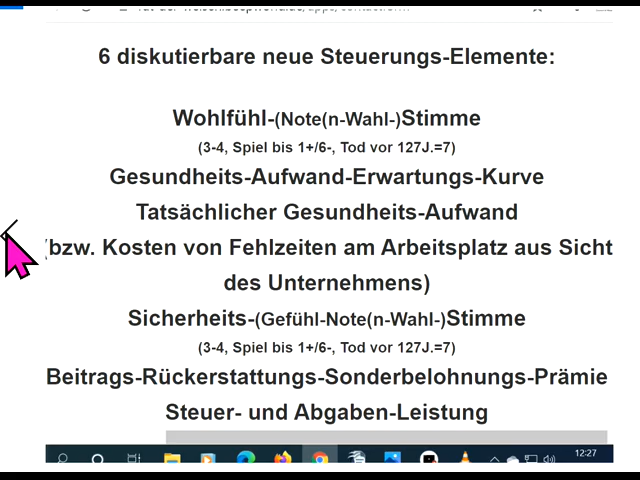 6 diskutierbare neue Steuerungs-Elemente:
Wohlfühl-(Note(n-Wahl-)Stimme
(3-4, Spiel bis 1+/6-, Tod vor 127J.=7)
Gesundheits-Aufwand-Erwartungs-Kurve
Tatsächlicher Gesundheits-Aufwand
(bzw. Kosten von Fehlzeiten am Arbeitsplatz aus Sicht
des Unternehmens)
Sicherheits-(Gefühl-Note(n-Wahl-)Stimme
(3-4, Spiel bis 1+/6-, Tod vor 127J.=7)
Beitrags-Rückerstattungs-Sonderbelohnungs-Prämie
Steuer- und Abgaben-Leistung
12:27